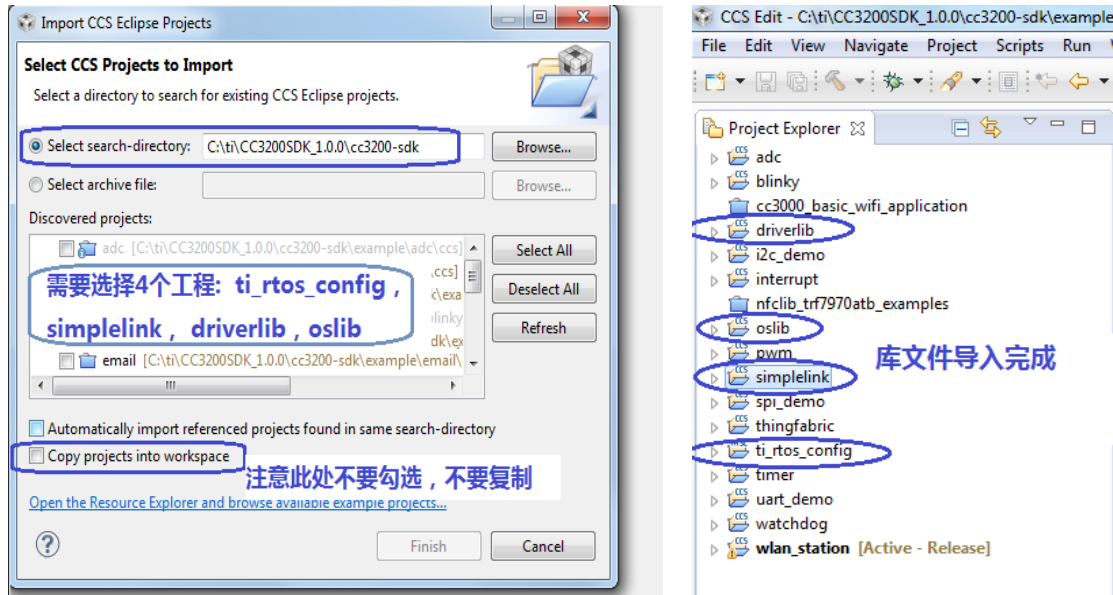 Import CCS Eclipse Projects
Select CCS Projects to Import
Select a directory to search for existing CCS Eclipse projects.
Select search-directory: C:\ti\CC3200SDK_1.0.0\cc3200-sdk Browse...
Select archive file: Browse...
Discovered projects:
adc [C:\ti\CC3200SDK_1.0.0\cc3200-sdk\example\adc\ccs] Select All
\ccs]
需要选择4个工程: ti_rtos_config，
simplelink，driverlib，oslib
Deselect All
Refresh
email [C:\ti\CC3200SDK_1.0.0\cc3200-sdk\example\email\
Automatically import referenced projects found in same search-directory
Copy projects into workspace
注意此处不要勾选，不要复制
Open the Resource Explorer and browse available example projects...
Finish Cancel
CCS Edit - C:\ti\CC3200SDK_1.0.0\cc3200-sdk\example
File Edit View Navigate Project Scripts Run
Project Explorer
adc
blinky
cc3000_basic_wifi_application
driverlib
i2c_demo
interrupt
nfclib_trf7970atb_examples
oslib
pwm
库文件导入完成
simplelink
spi_demo
thingfabric
ti_rtos_config
timer
uart_demo
watchdog
wlan_station [Active - Release]